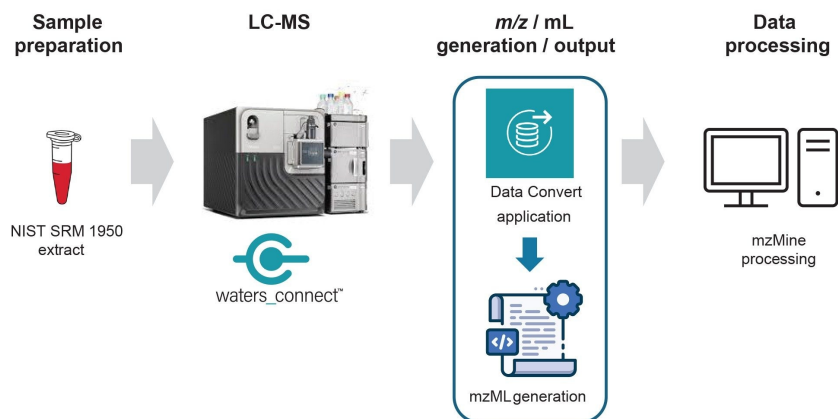 Sample
preparation
LC-MS
m/z / mL
generation / output
Data
processing
NIST SRM 1950
extract
waters_connect™
Data Convert
application
</>
mzML generation
mzMine
processing